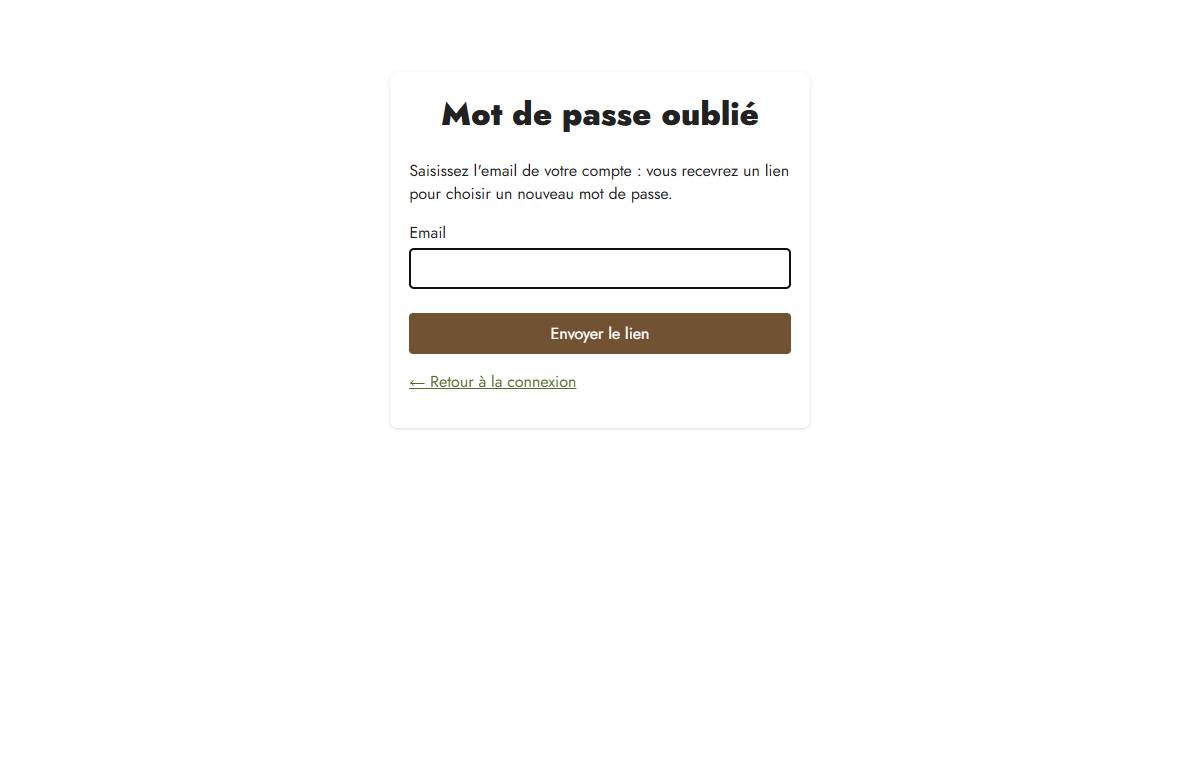 Mot de passe oublié
Saisissez l'email de votre compte : vous recevrez un lien
pour choisir un nouveau mot de passe.
Email
Envoyer le lien
← Retour à la connexion